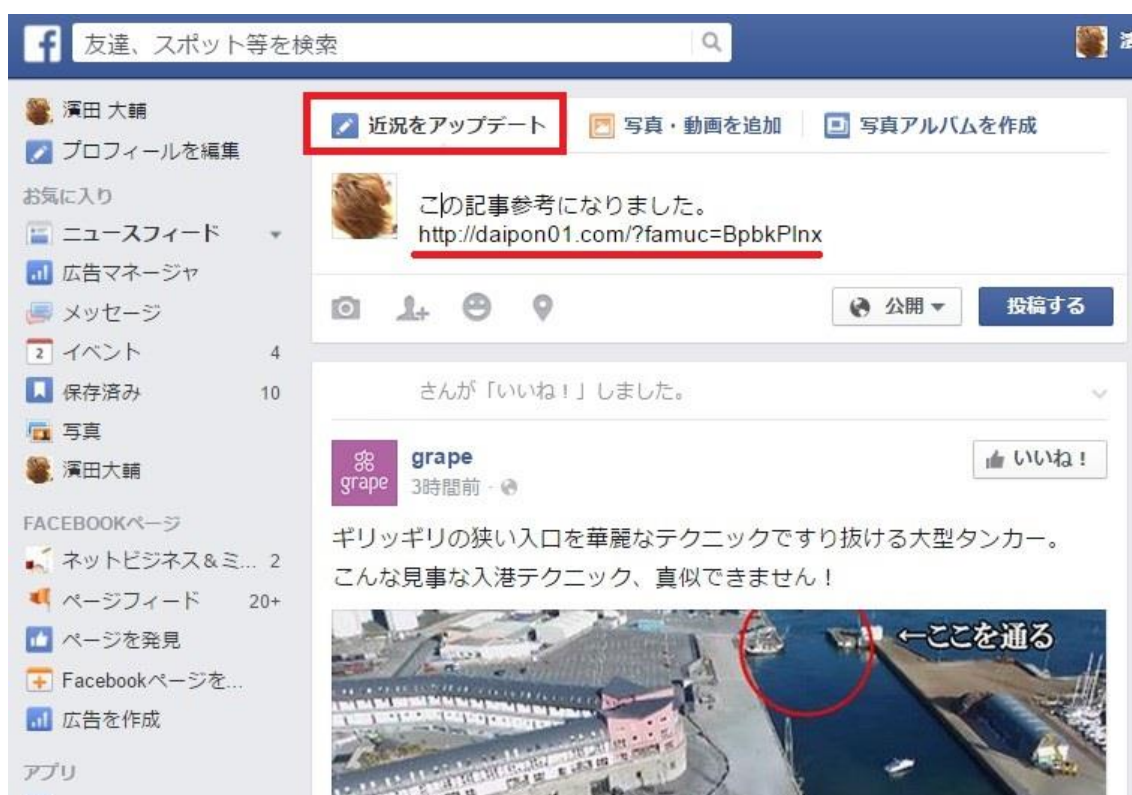 f
友達、スポット等を検索
濱田 大輔
プロフィールを編集
お気に入り
ニュースフィード
広告マネージャ
メッセージ
2 イベント 4
保存済み 10
写真
濱田大輔
FACEBOOKページ
ネットビジネス＆ミ... 2
ページフィード 20+
ページを発見
Facebookページを...
広告を作成
アプリ
近況をアップデート 写真・動画を追加 写真アルバムを作成
この記事参考になりました。
http://daipon01.com/?famuc=BpbkPlnx
公開 投稿する
さんが「いいね！」しました。
grape
grape
3時間前
いいね！
ギリッギリの狭い入口を華麗なテクニックですり抜ける大型タンカー。
こんな見事な入港テクニック、真似できません！
←ここを通る